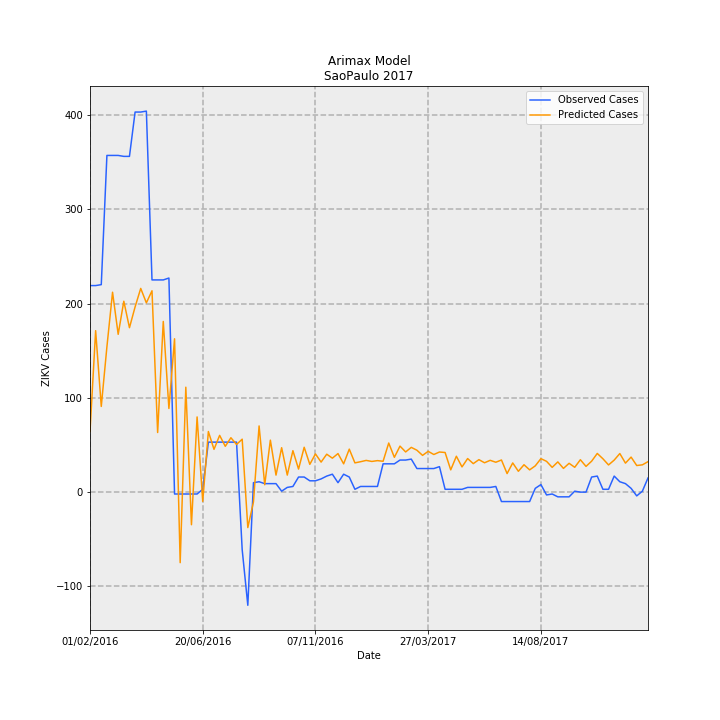 Arimax Model
SaoPaulo 2017
Observed Cases
Predicted Cases
400
300
200
100
0
−100
ZIKV Cases
01/02/2016
20/06/2016
07/11/2016
27/03/2017
14/08/2017
Date